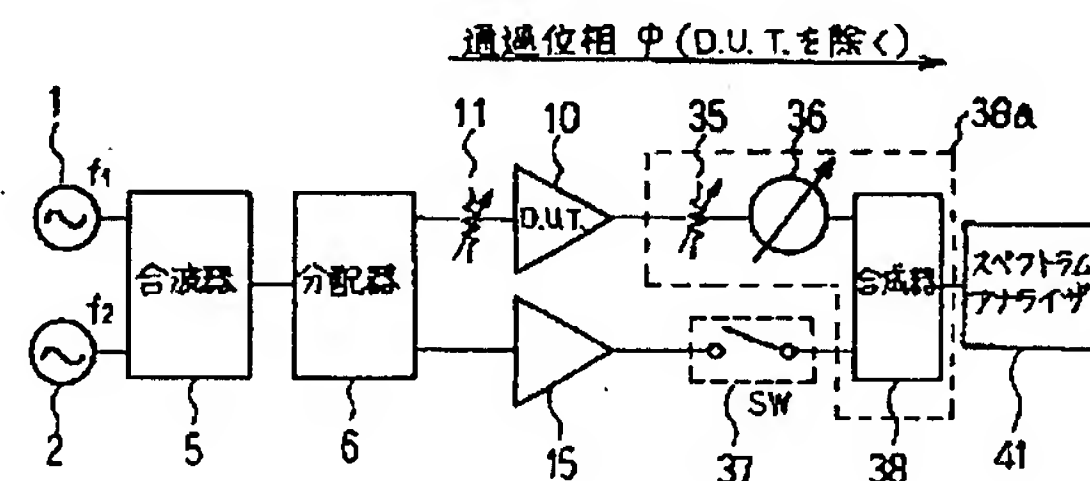 通過位相 φ(D.U.T.を除く)
1
11
10
35
36
38a
f1
D.U.T.
合波器
分配器
合成器
スペクトラム
アナライザ
f2
SW
2
5
6
15
37
38
41